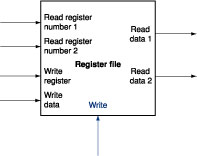 Read register
number 1
Read
data 1
Read register
number 2
Register file
Write
register
Read
data 2
Write
data
Write